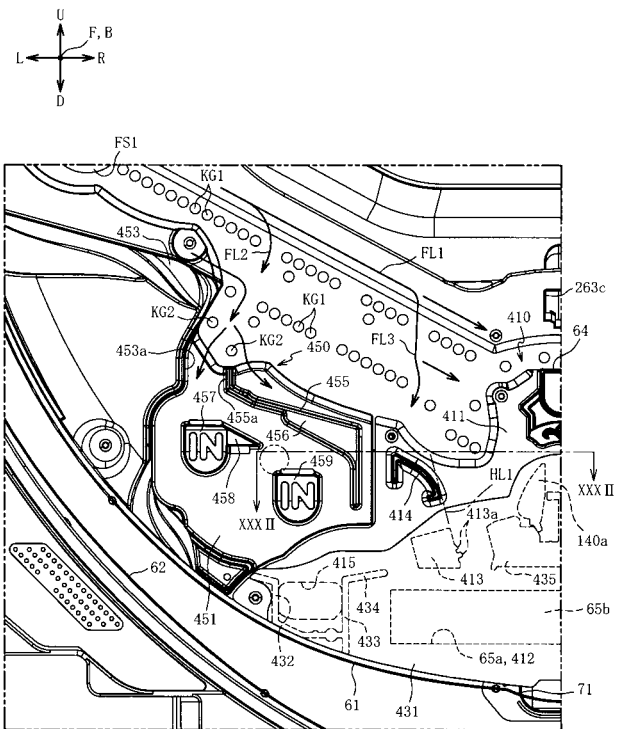 U
F, B
L
R
D
FS1
KG1
453
FL2
FL1
263c
KG1
410
KG2
64
KG2
FL3
453a
450
455
411
457
455a
456
IN
459
HL1
XXXⅡ
458
IN
XXXⅡ
414
413a
140a
415
413
435
62
434
65b
451
433
432
65a, 412
61
431
71